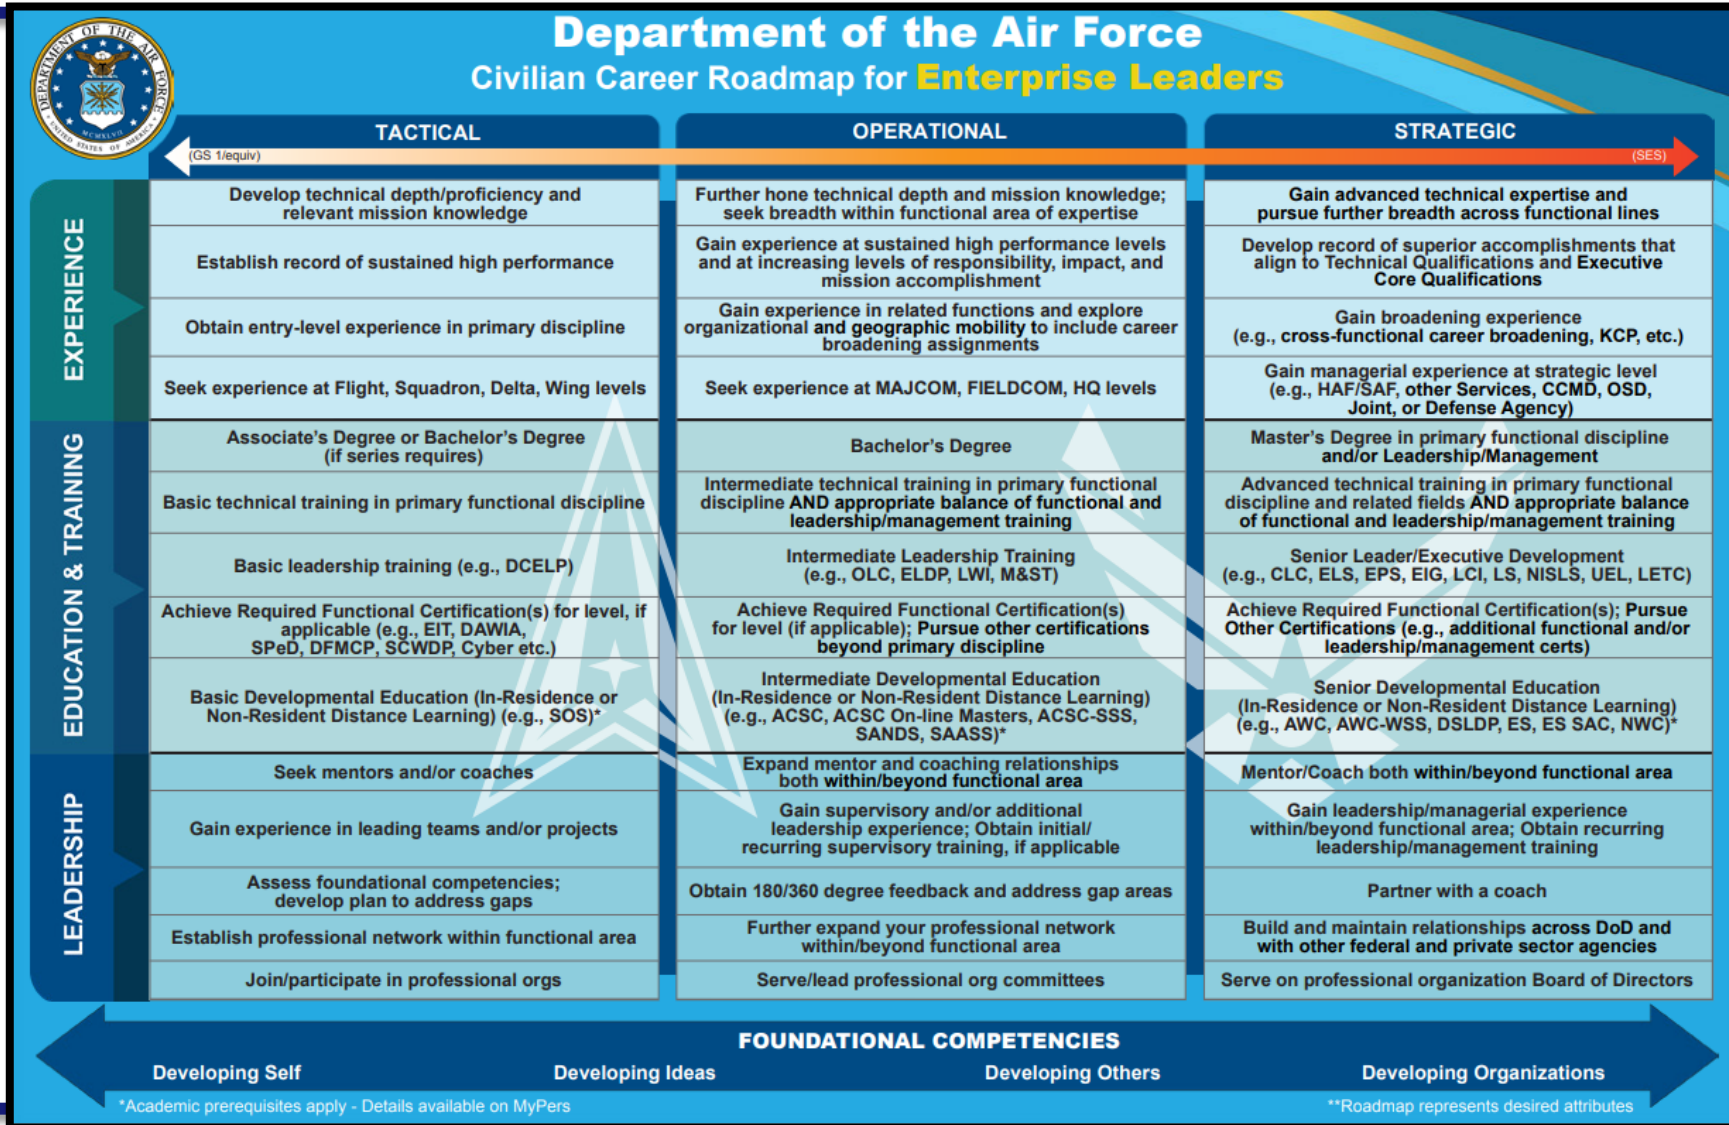 DEPARTMENT OF THE AIR FORCE
MCMXLVII
UNITED STATES OF AMERICA
Department of the Air Force
Civilian Career Roadmap for Enterprise Leaders
TACTICAL
OPERATIONAL
STRATEGIC
(GS 1/equiv)
(SES)
EXPERIENCE
Develop technical depth/proficiency and
relevant mission knowledge
Further hone technical depth and mission knowledge;
seek breadth within functional area of expertise
Gain advanced technical expertise and
pursue further breadth across functional lines
Establish record of sustained high performance
Gain experience at sustained high performance levels
and at increasing levels of responsibility, impact, and
mission accomplishment
Develop record of superior accomplishments that
align to Technical Qualifications and Executive
Core Qualifications
Obtain entry-level experience in primary discipline
Gain experience in related functions and explore
organizational and geographic mobility to include career
broadening assignments
Gain broadening experience
(e.g., cross-functional career broadening, KCP, etc.)
Seek experience at Flight, Squadron, Delta, Wing levels
Seek experience at MAJCOM, FIELDCOM, HQ levels
Gain managerial experience at strategic level
(e.g., HAF/SAF, other Services, CCMD, OSD,
Joint, or Defense Agency)
EDUCATION & TRAINING
Associate's Degree or Bachelor's Degree
(if series requires)
Bachelor's Degree
Master's Degree in primary functional discipline
and/or Leadership/Management
Basic technical training in primary functional discipline
Intermediate technical training in primary functional
discipline AND appropriate balance of functional and
leadership/management training
Advanced technical training in primary functional
discipline and related fields AND appropriate balance
of functional and leadership/management training
Basic leadership training (e.g., DCELP)
Intermediate Leadership Training
(e.g., OLC, ELDP, LWI, M&ST)
Senior Leader/Executive Development
(e.g., CLC, ELS, EPS, EIG, LCI, LS, NISLS, UEL, LETC)
Achieve Required Functional Certification(s) for level, if
applicable (e.g., EIT, DAWIA,
SPeD, DFMCP, SCWDP, Cyber etc.)
Achieve Required Functional Certification(s)
for level (if applicable); Pursue other certifications
beyond primary discipline
Achieve Required Functional Certification(s); Pursue
Other Certifications (e.g., additional functional and/or
leadership/management certs)
Basic Developmental Education (In-Residence or
Non-Resident Distance Learning) (e.g., SOS)*
Intermediate Developmental Education
(In-Residence or Non-Resident Distance Learning)
(e.g., ACSC, ACSC On-line Masters, ACSC-SSS,
SANDS, SAASS)*
Senior Developmental Education
(In-Residence or Non-Resident Distance Learning)
(e.g., AWC, AWC-WSS, DSLDP, ES, ES SAC, NWC)*
LEADERSHIP
Seek mentors and/or coaches
Expand mentor and coaching relationships
both within/beyond functional area
Mentor/Coach both within/beyond functional area
Gain experience in leading teams and/or projects
Gain supervisory and/or additional
leadership experience; Obtain initial/
recurring supervisory training, if applicable
Gain leadership/managerial experience
within/beyond functional area; Obtain recurring
leadership/management training
Assess foundational competencies;
develop plan to address gaps
Obtain 180/360 degree feedback and address gap areas
Partner with a coach
Establish professional network within functional area
Further expand your professional network
within/beyond functional area
Build and maintain relationships across DoD and
with other federal and private sector agencies
Join/participate in professional orgs
Serve/lead professional org committees
Serve on professional organization Board of Directors
FOUNDATIONAL COMPETENCIES
Developing Self
Developing Ideas
Developing Others
Developing Organizations
*Academic prerequisites apply - Details available on MyPers
**Roadmap represents desired attributes